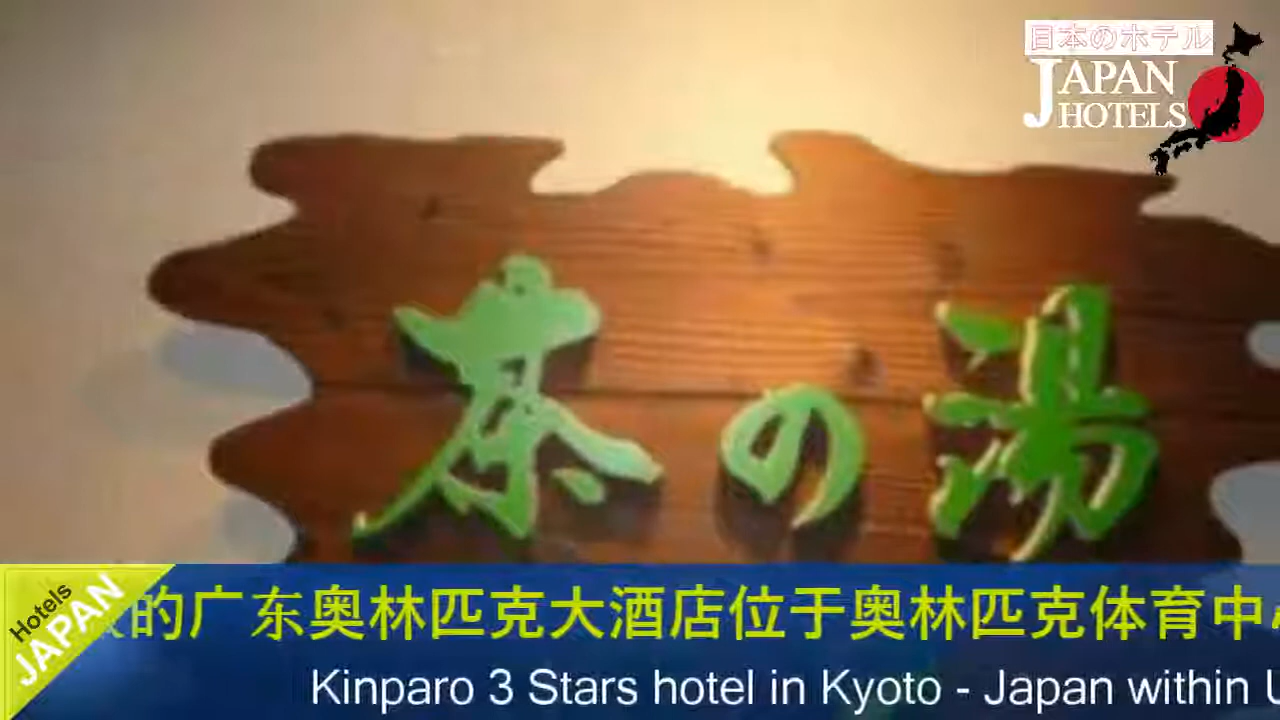 日本のホテル
JAPAN
HOTELS
茶の湯
Hotels
JAPAN
的广东奥林匹克大酒店位于奥林匹克体育中
Kinparo 3 Stars hotel in Kyoto - Japan within